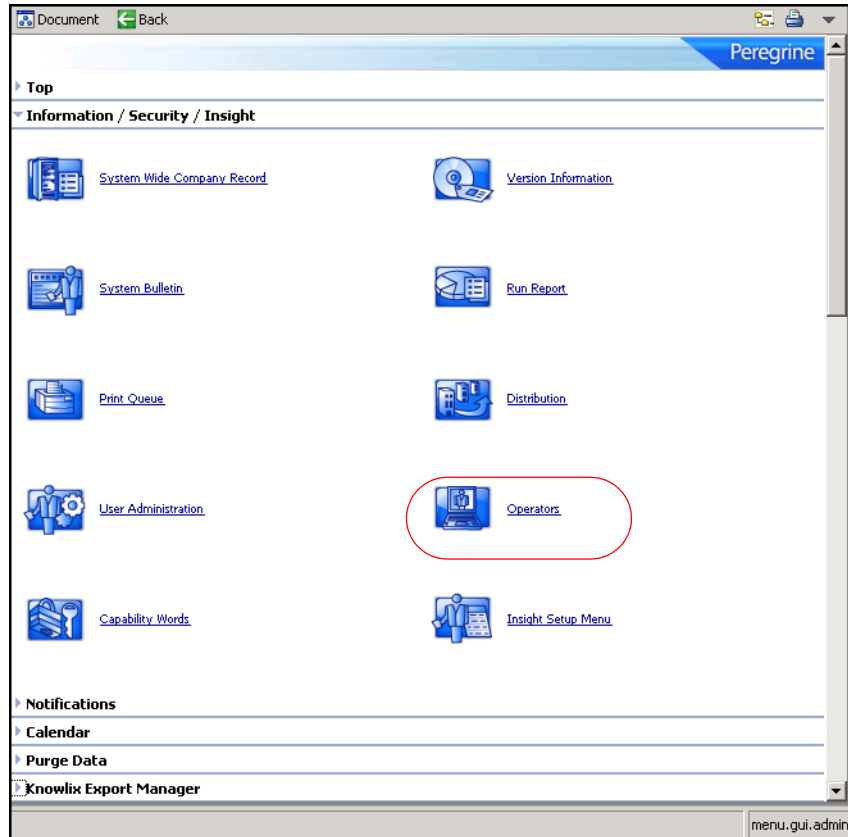 Document Back
Peregrine
Top
Information / Security / Insight
System Wide Company Record
Version Information
System Bulletin
Run Report
Print Queue
Distribution
User Administration
Operators
Capability Words
Insight Setup Menu
Notifications
Calendar
Purge Data
Knowlix Export Manager
menu.gui.admin